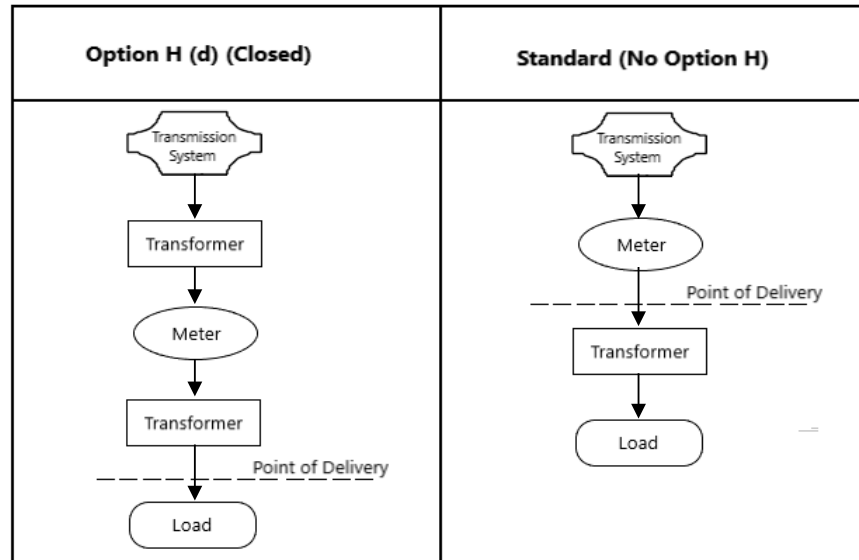 Option H (d) (Closed)
Standard (No Option H)
Transmission
System
Transformer
Meter
Transformer
Point of Delivery
Load
Transmission
System
Meter
Point of Delivery
Transformer
Load